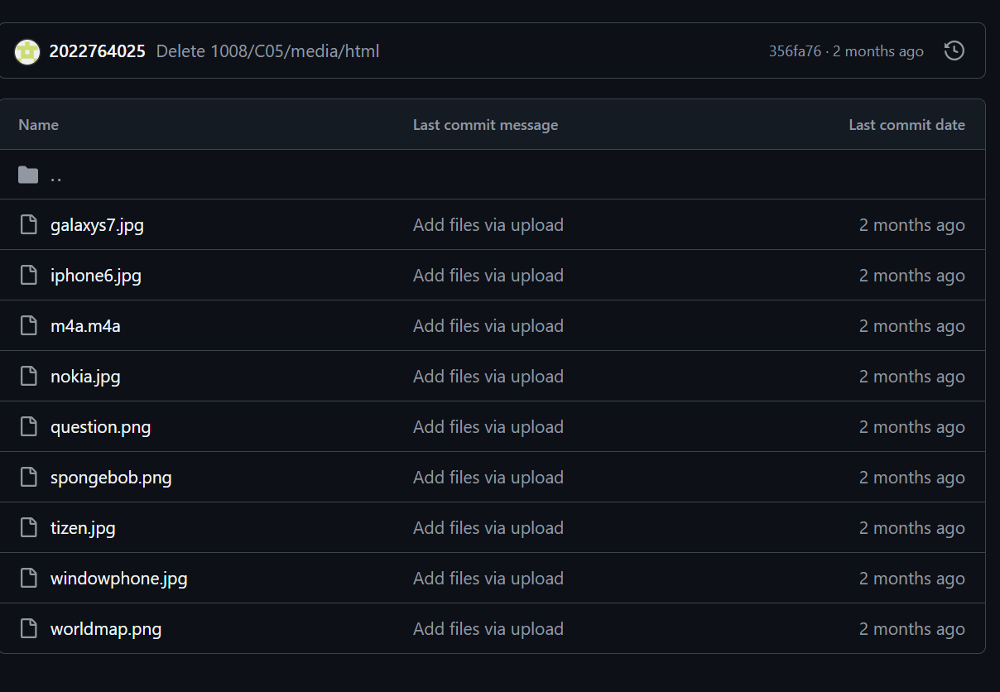 2022764025 Delete 1008/C05/media/html 356fa76 · 2 months ago
Name Last commit message Last commit date
..
galaxys7.jpg Add files via upload 2 months ago
iphone6.jpg Add files via upload 2 months ago
m4a.m4a Add files via upload 2 months ago
nokia.jpg Add files via upload 2 months ago
question.png Add files via upload 2 months ago
spongebob.png Add files via upload 2 months ago
tizen.jpg Add files via upload 2 months ago
windowphone.jpg Add files via upload 2 months ago
worldmap.png Add files via upload 2 months ago